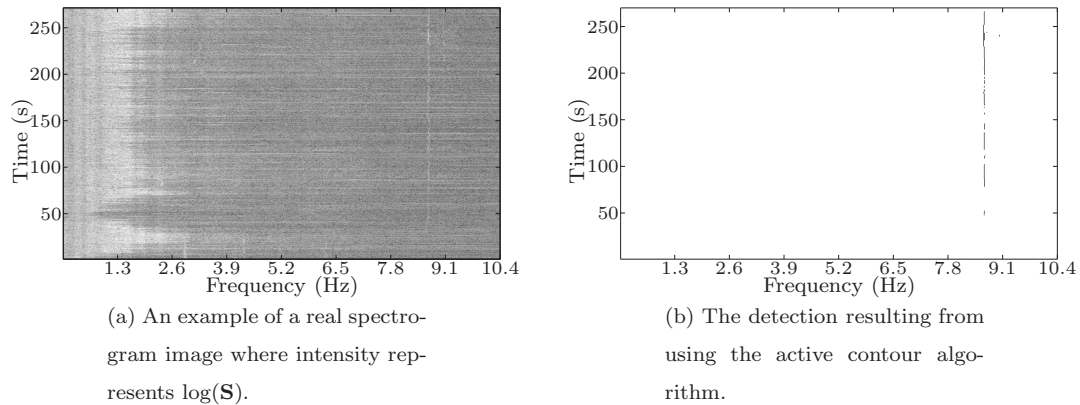 250
200
150
100
50
Time (s)
1.3 2.6 3.9 5.2 6.5 7.8 9.1 10.4
Frequency (Hz)
(a) An example of a real spectro-
gram image where intensity rep-
resents log(S).
250
200
150
100
50
Time (s)
1.3 2.6 3.9 5.2 6.5 7.8 9.1 10.4
Frequency (Hz)
(b) The detection resulting from
using the active contour algo-
rithm.